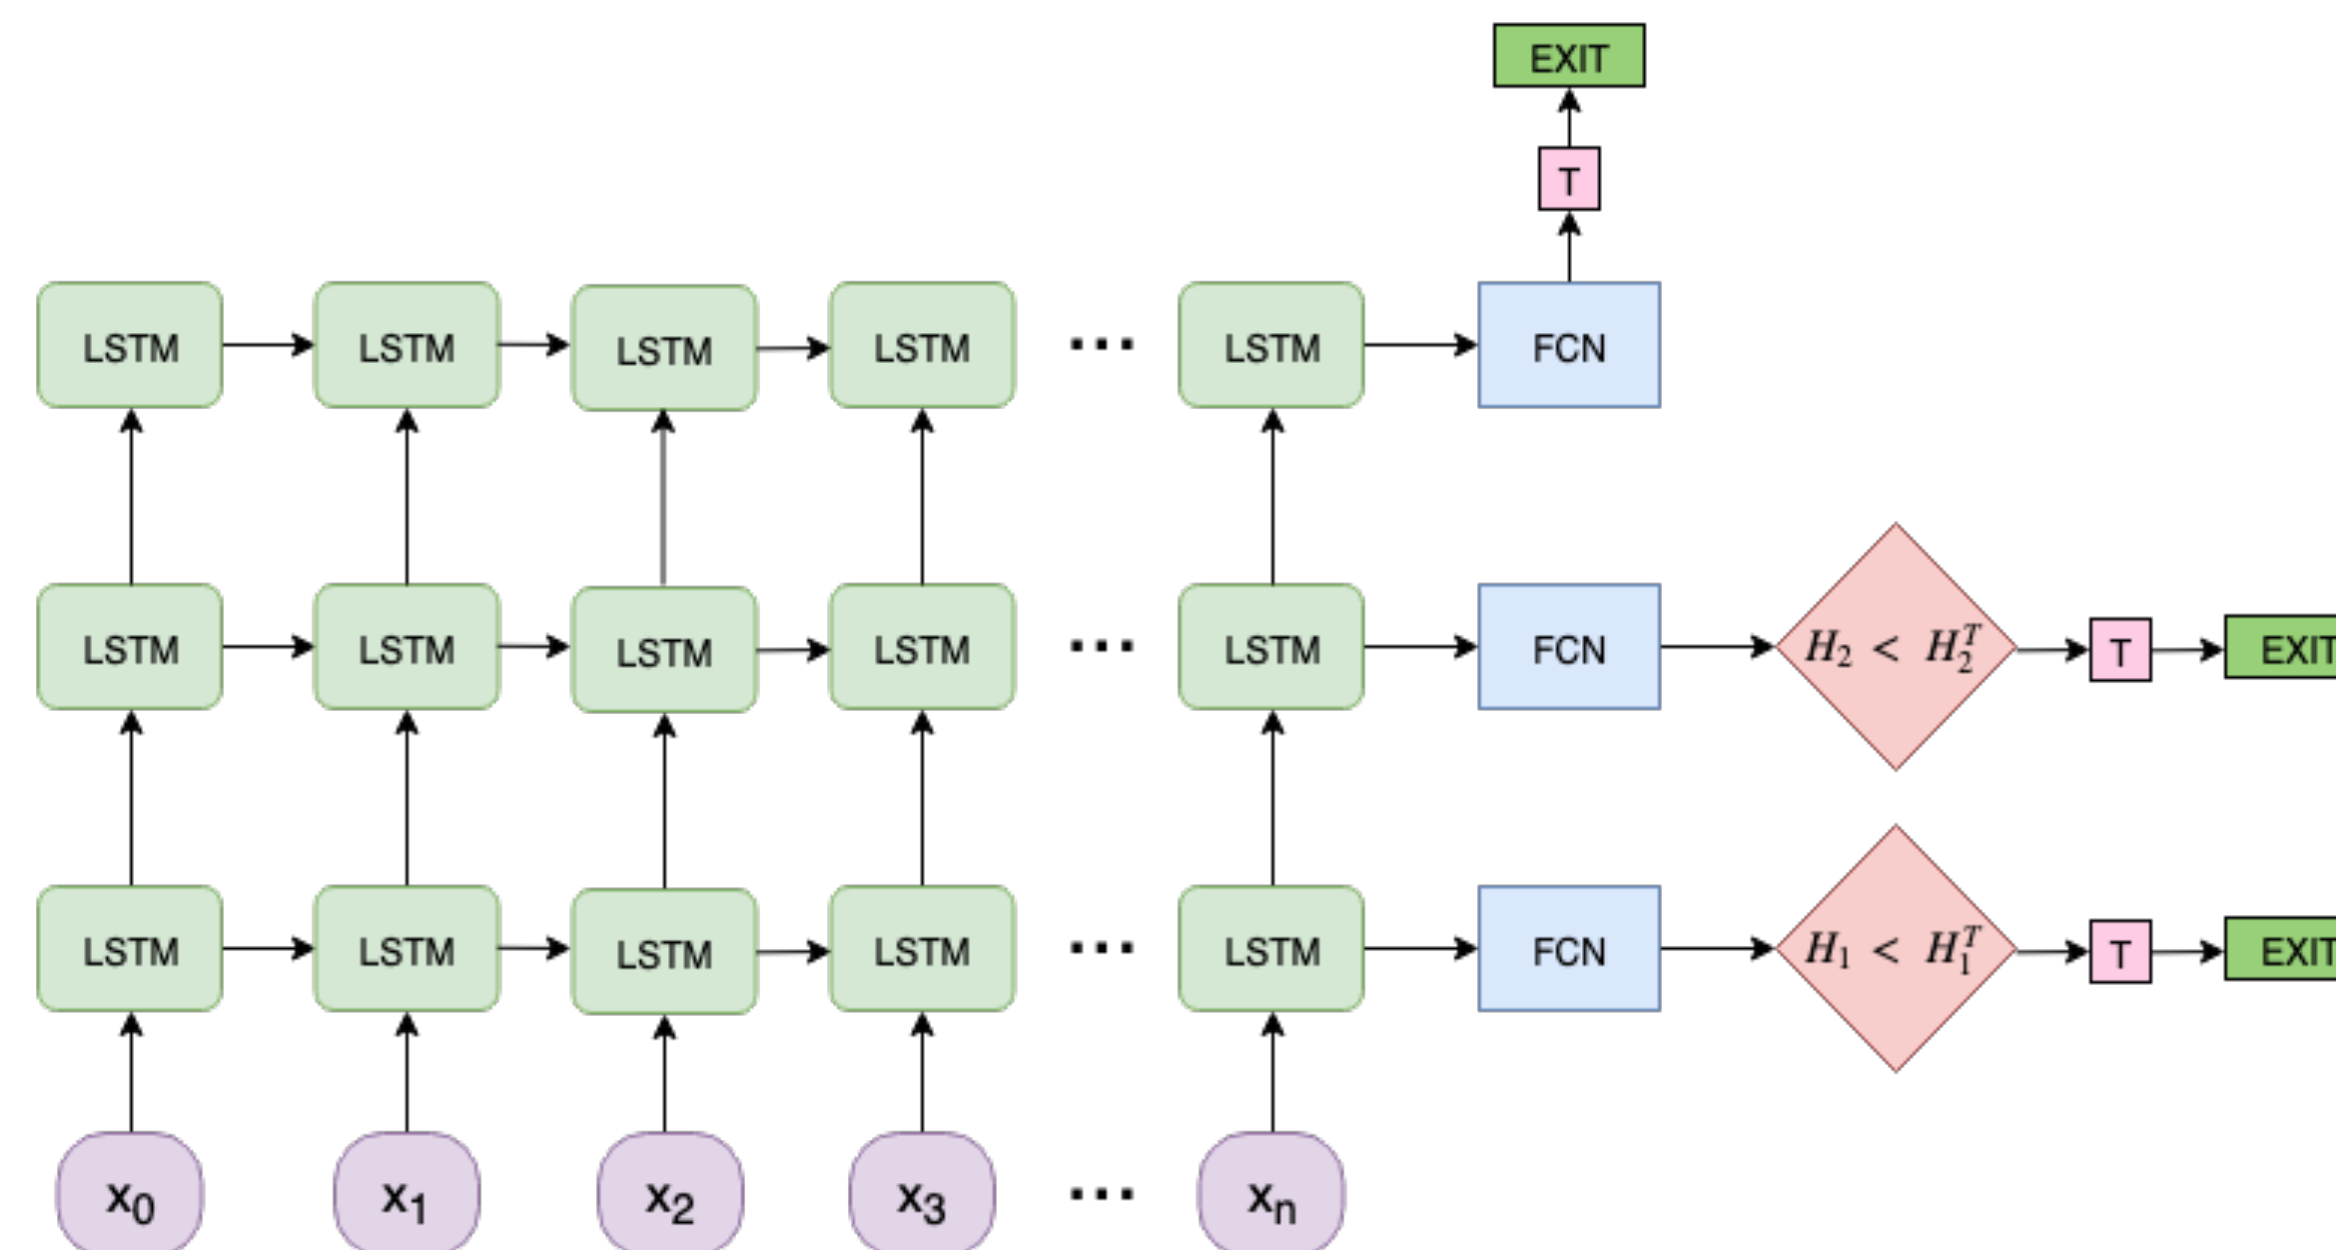 EXIT
T
LSTM LSTM LSTM LSTM ... LSTM FCN
LSTM LSTM LSTM LSTM ... LSTM FCN H₂ < H₂ᵀ T EXIT
LSTM LSTM LSTM LSTM ... LSTM FCN H₁ < H₁ᵀ T EXIT
x₀ x₁ x₂ x₃ ... xₙ